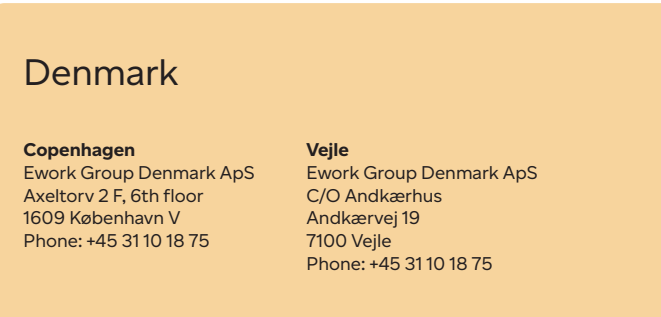 Denmark
Copenhagen
Ework Group Denmark ApS
Axeltorv 2 F, 6th floor
1609 København V
Phone: +45 31 10 18 75
Vejle
Ework Group Denmark ApS
C/O Andkærhus
Andkærvej 19
7100 Vejle
Phone: +45 31 10 18 75